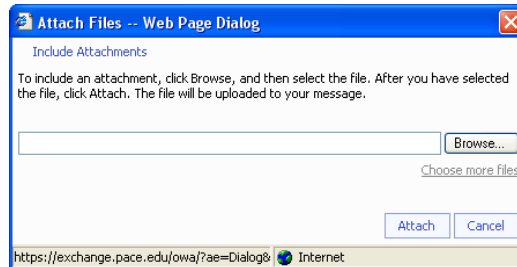 Attach Files -- Web Page Dialog
Include Attachments
To include an attachment, click Browse, and then select the file. After you have selected
the file, click Attach. The file will be uploaded to your message.
Browse...
Choose more files
Attach Cancel
https://exchange.pace.edu/owa/?ae=Dialog& Internet